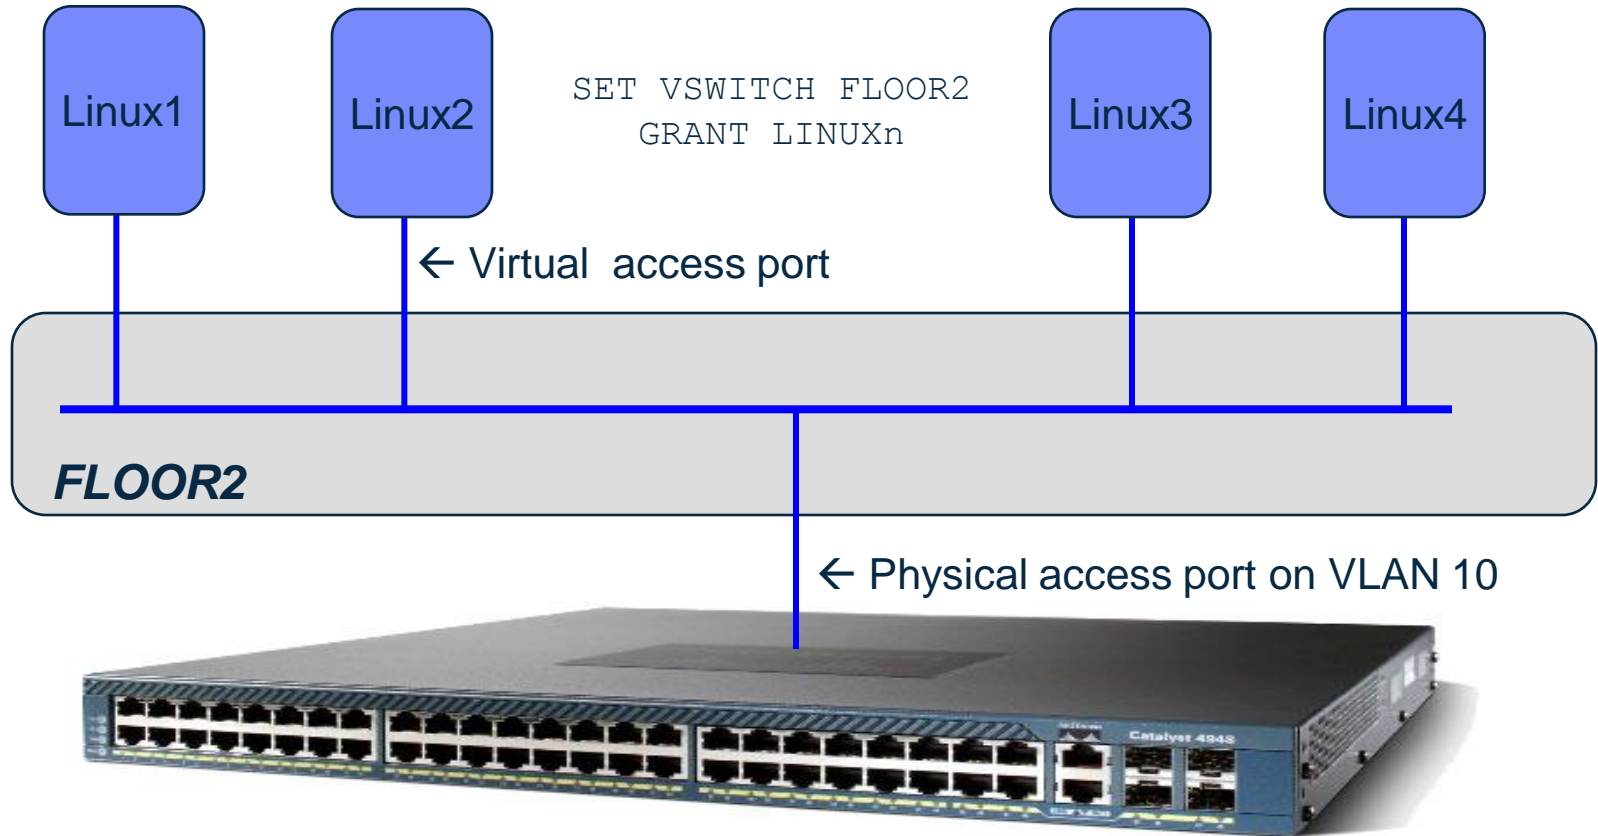 Linux1
Linux2
SET VSWITCH FLOOR2
GRANT LINUXn
Linux3
Linux4
← Virtual access port
FLOOR2
← Physical access port on VLAN 10
Catalyst 4948